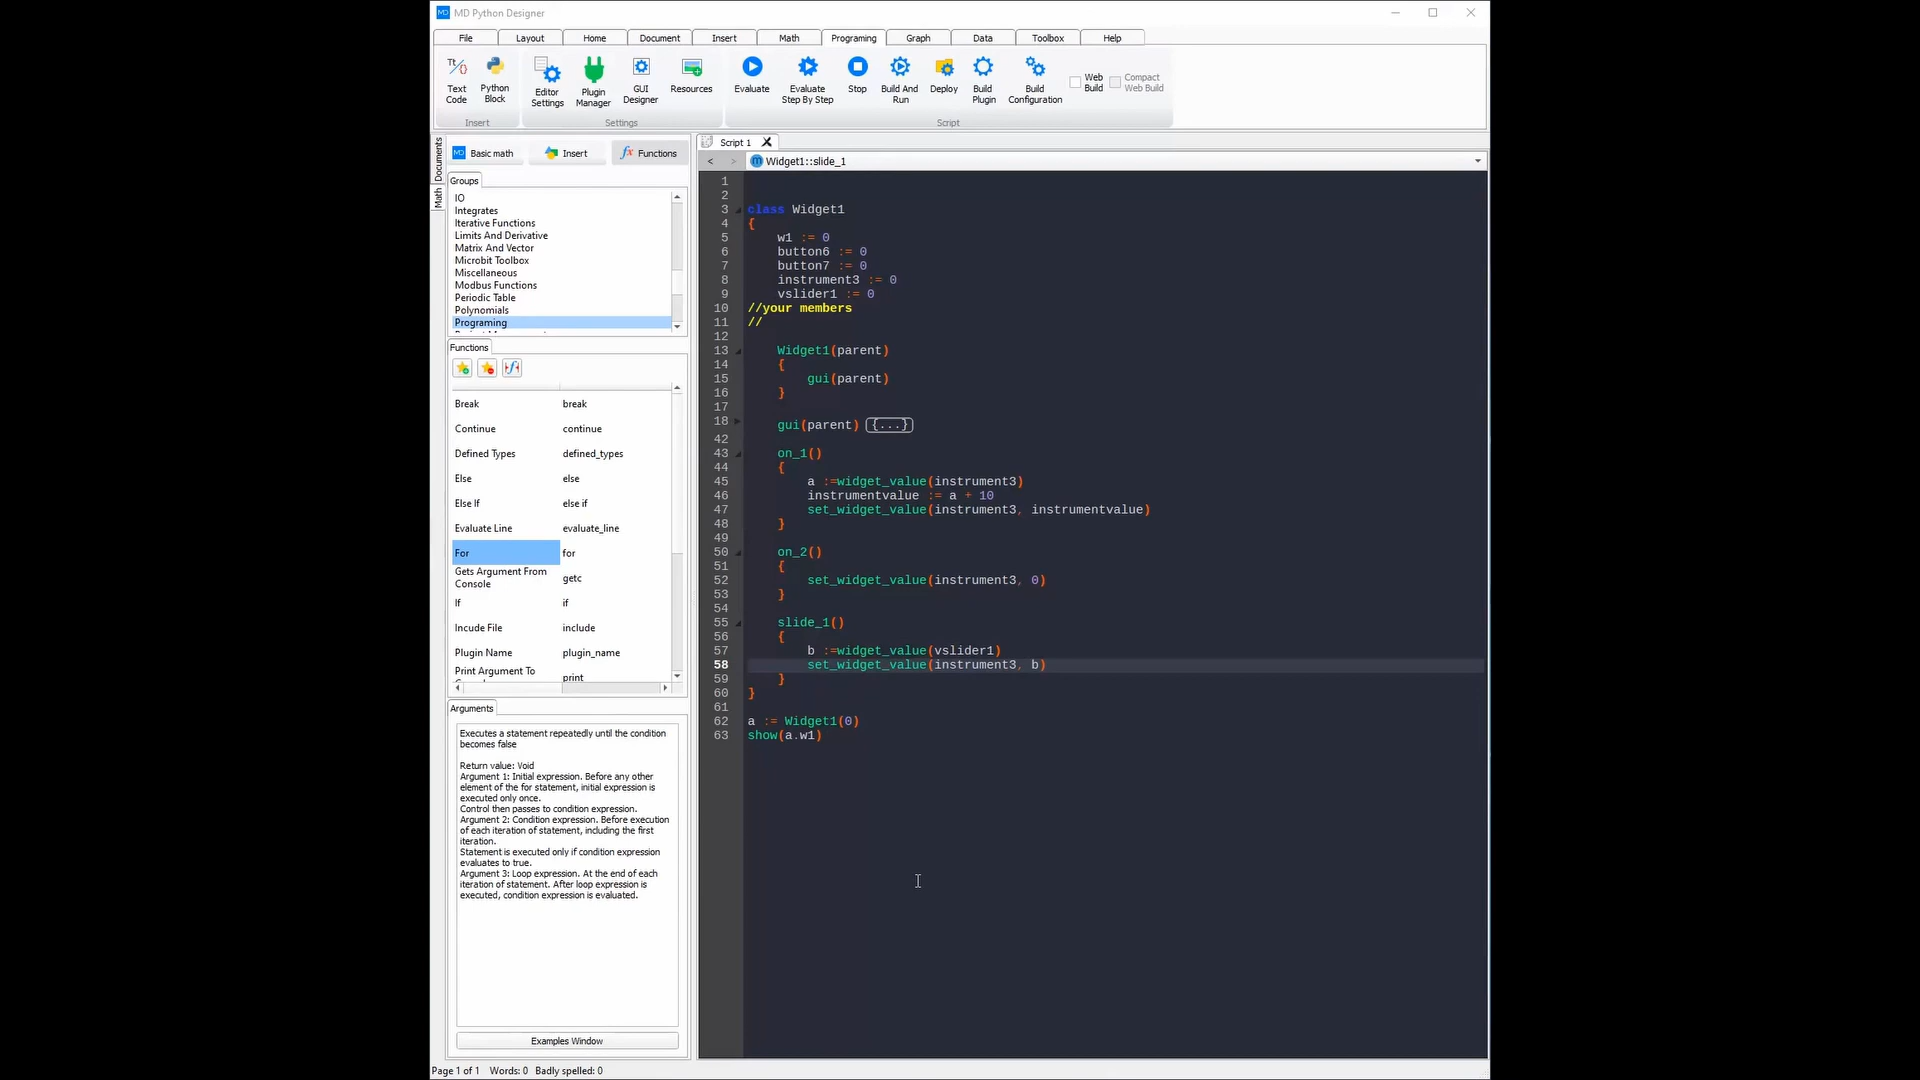 MD Python Designer
File Layout Home Document Insert Math Programing Graph Data Toolbox Help
Text Code
Python Block
Insert
Editor Settings
Plugin Manager
GUI Designer
Resources
Settings
Evaluate
Evaluate Step By Step
Stop
Build And Run
Deploy
Build Plugin
Build Configuration
Web Build
Compact Web Build
Script
Documents
Math
Basic math Insert Functions
Groups
IO
Integrates
Iterative Functions
Limits And Derivative
Matrix And Vector
Microbit Toolbox
Miscellaneous
Modbus Functions
Periodic Table
Polynomials
Programing
Functions
Break break
Continue continue
Defined Types defined_types
Else else
Else If else if
Evaluate Line evaluate_line
For for
Gets Argument From Console getc
If if
Incude File include
Plugin Name plugin_name
Print Argument To print
Arguments
Executes a statement repeatedly until the condition
becomes false
Return value: Void
Argument 1: Initial expression. Before any other
element of the for statement, initial expression is
executed only once.
Control then passes to condition expression.
Argument 2: Condition expression. Before execution
of each iteration of statement, including the first
iteration.
Statement is executed only if condition expression
evaluates to true.
Argument 3: Loop expression. At the end of each
iteration of statement. After loop expression is
executed, condition expression is evaluated.
Examples Window
Page 1 of 1 Words: 0 Badly spelled: 0
Script 1
< > Widget1::slide_1
1
2
3 class Widget1
4 {
5 w1 := 0
6 button6 := 0
7 button7 := 0
8 instrument3 := 0
9 vslider1 := 0
10 //your members
11 //
12
13 Widget1(parent)
14 {
15 gui(parent)
16 }
17
18 gui(parent) {...}
42
43 on_1()
44 {
45 a :=widget_value(instrument3)
46 instrumentvalue := a + 10
47 set_widget_value(instrument3, instrumentvalue)
48 }
49
50 on_2()
51 {
52 set_widget_value(instrument3, 0)
53 }
54
55 slide_1()
56 {
57 b :=widget_value(vslider1)
58 set_widget_value(instrument3, b)
59 }
60 }
61
62 a := Widget1(0)
63 show(a.w1)